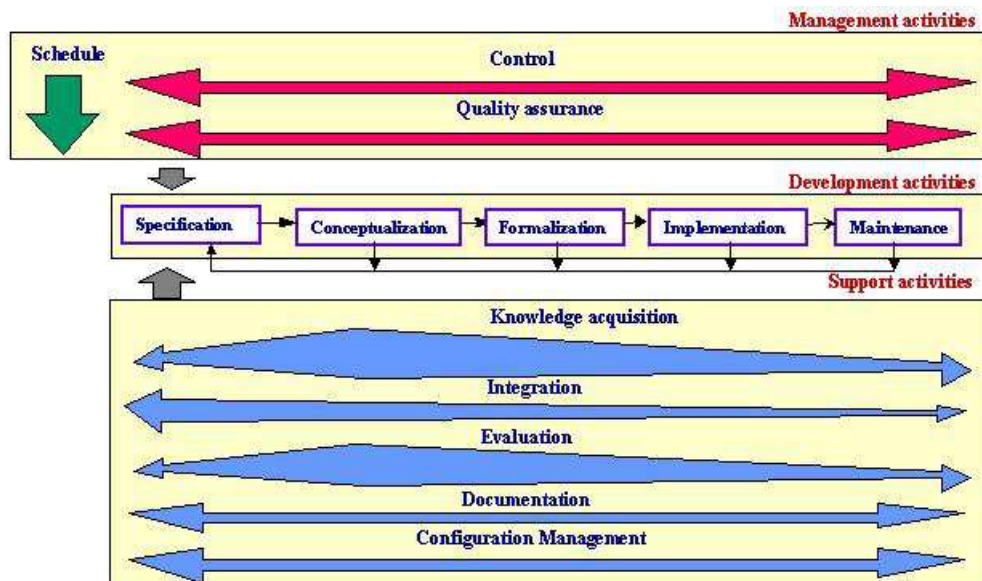 Management activities
Schedule
Control
Quality assurance
Development activities
Specification
Conceptualization
Formalization
Implementation
Maintenance
Support activities
Knowledge acquisition
Integration
Evaluation
Documentation
Configuration Management